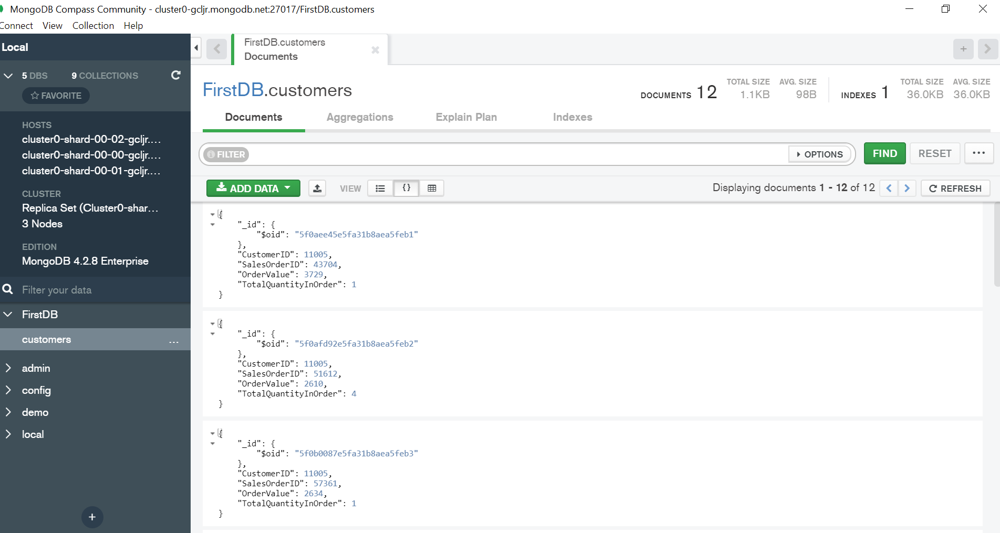 MongoDB Compass Community - cluster0-gcljr.mongodb.net:27017/FirstDB.customers
Connect View Collection Help
Local
5 DBS 9 COLLECTIONS
FAVORITE
HOSTS
cluster0-shard-00-02-gcljr....
cluster0-shard-00-00-gcljr....
cluster0-shard-00-01-gcljr....
CLUSTER
Replica Set (Cluster0-shar...
3 Nodes
EDITION
MongoDB 4.2.8 Enterprise
Filter your data
FirstDB
customers ...
admin
config
demo
local
+
FirstDB.customers
Documents
FirstDB.customers
DOCUMENTS 12 TOTAL SIZE 1.1KB AVG. SIZE 98B INDEXES 1 TOTAL SIZE 36.0KB AVG. SIZE 36.0KB
Documents Aggregations Explain Plan Indexes
FILTER OPTIONS FIND RESET ...
ADD DATA VIEW {} Displaying documents 1 - 12 of 12 REFRESH
{
"_id": {
"$oid": "5f0aee45e5fa31b8aea5feb1"
},
"CustomerID": 11005,
"SalesOrderID": 43704,
"OrderValue": 3729,
"TotalQuantityInOrder": 1
}
{
"_id": {
"$oid": "5f0afd92e5fa31b8aea5feb2"
},
"CustomerID": 11005,
"SalesOrderID": 51612,
"OrderValue": 2610,
"TotalQuantityInOrder": 4
}
{
"_id": {
"$oid": "5f0b0087e5fa31b8aea5feb3"
},
"CustomerID": 11005,
"SalesOrderID": 57361,
"OrderValue": 2634,
"TotalQuantityInOrder": 1
}